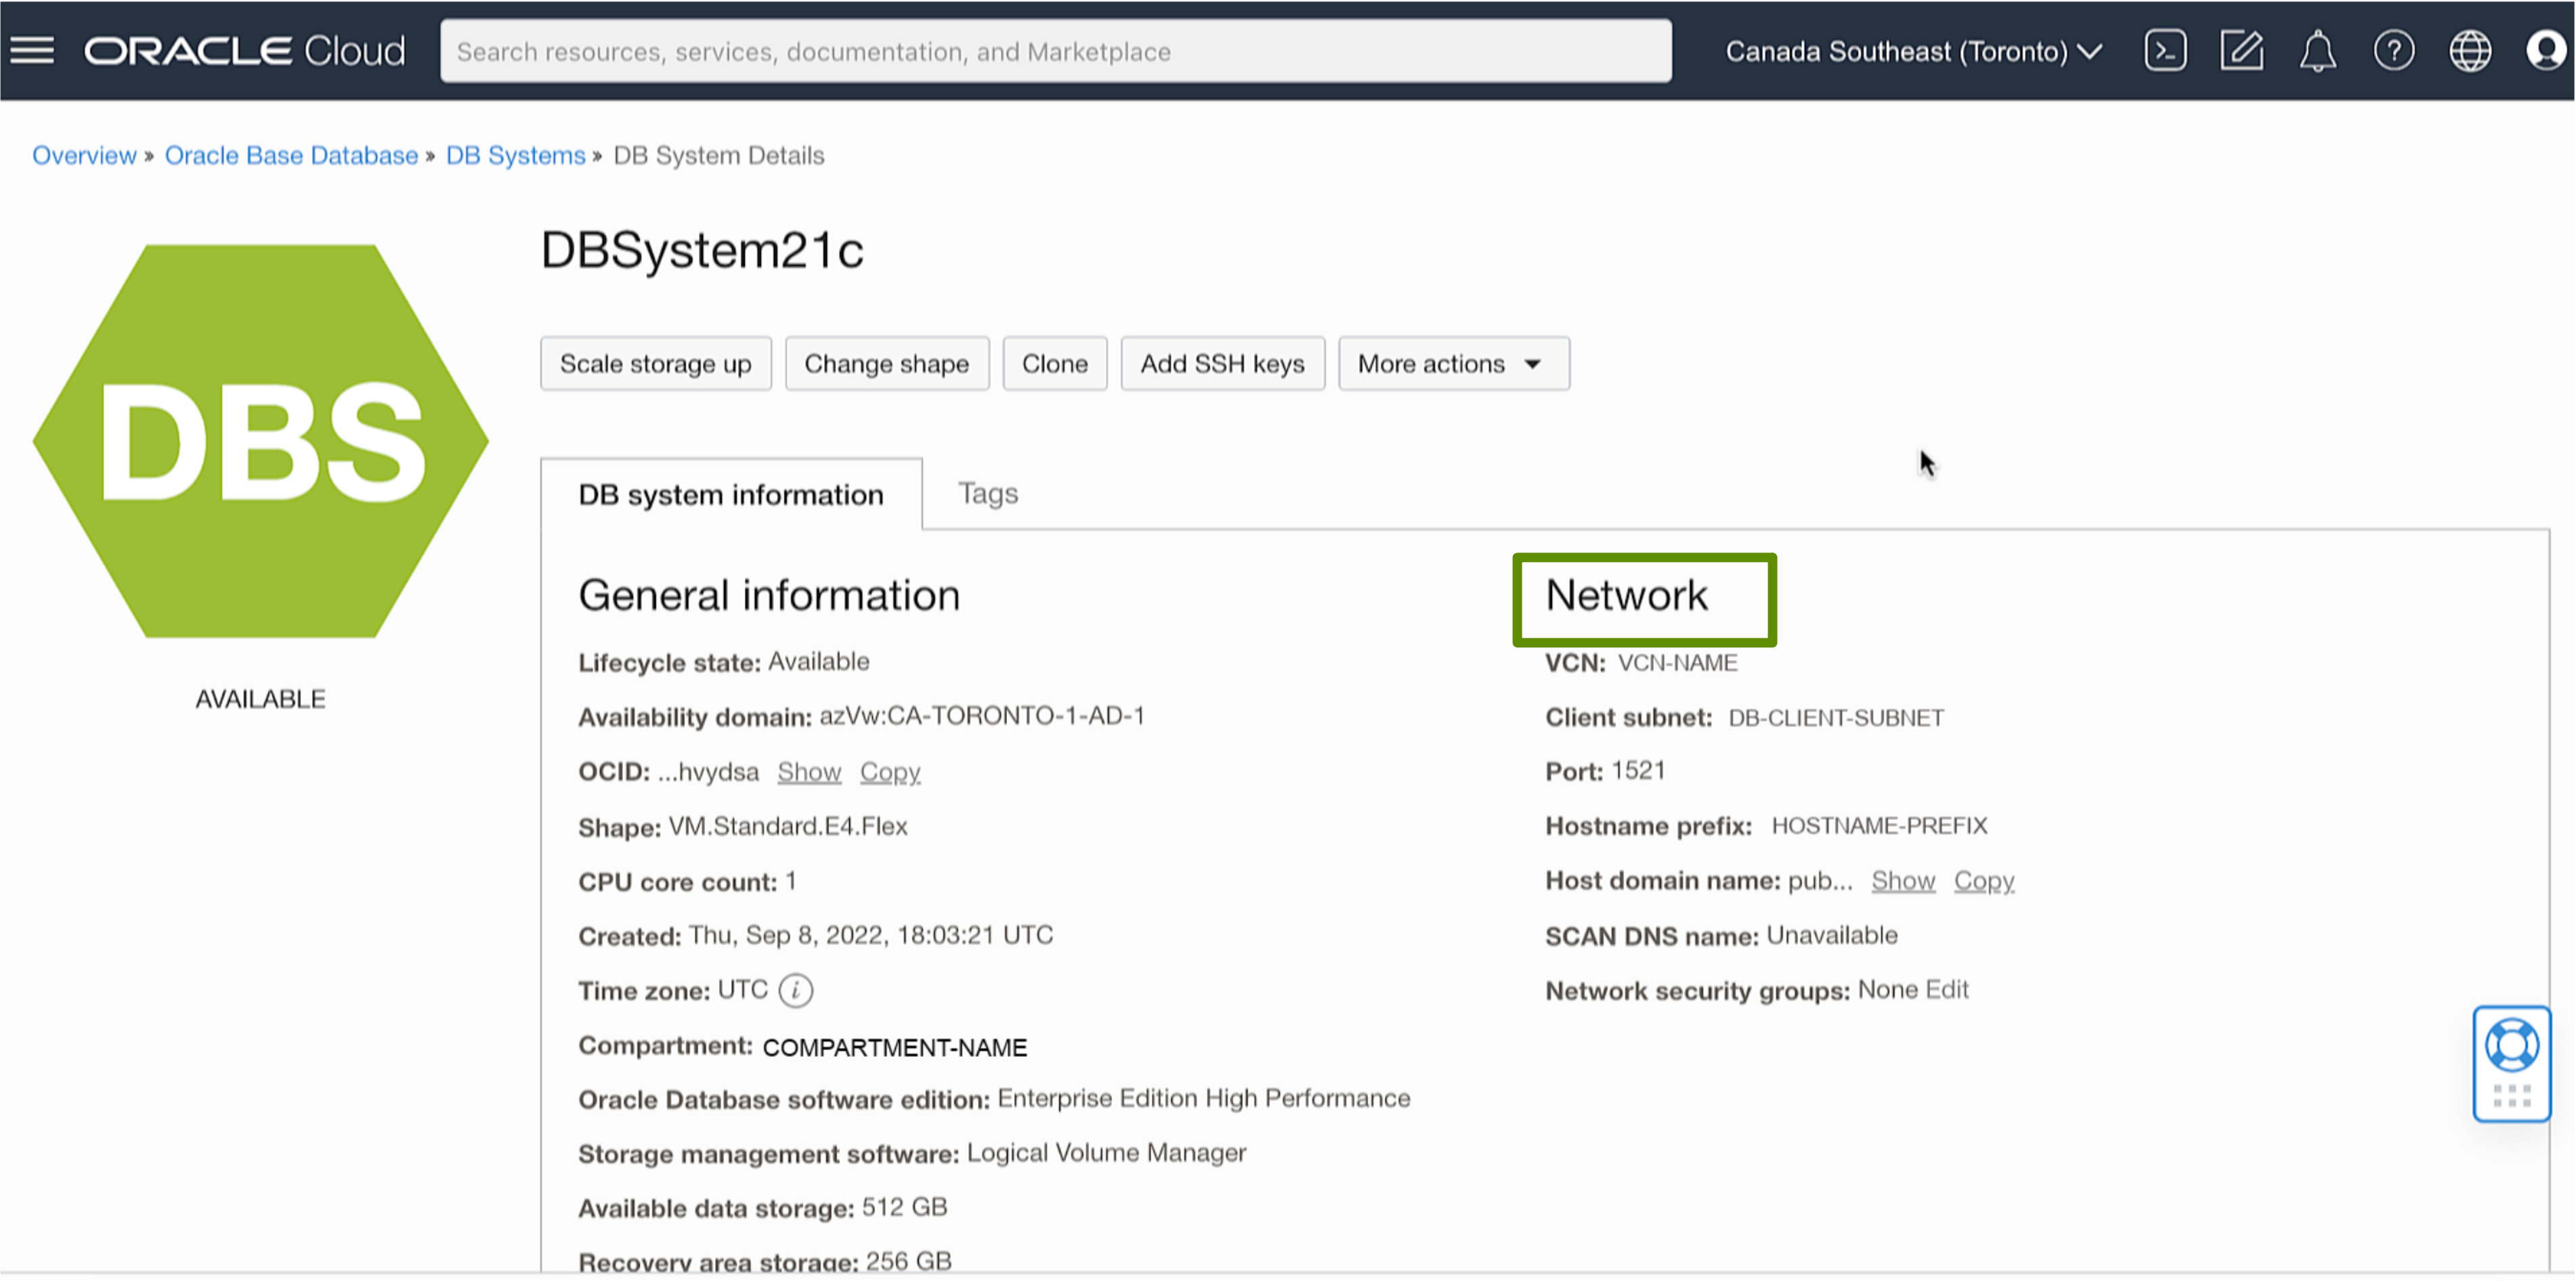 ORACLE Cloud
Search resources, services, documentation, and Marketplace
Canada Southeast (Toronto)
Overview » Oracle Base Database » DB Systems » DB System Details
DBS
AVAILABLE
DBSystem21c
Scale storage up
Change shape
Clone
Add SSH keys
More actions
DB system information
Tags
General information
Lifecycle state: Available
Availability domain: azVw:CA-TORONTO-1-AD-1
OCID: ...hvydsa Show Copy
Shape: VM.Standard.E4.Flex
CPU core count: 1
Created: Thu, Sep 8, 2022, 18:03:21 UTC
Time zone: UTC
Compartment: COMPARTMENT-NAME
Oracle Database software edition: Enterprise Edition High Performance
Storage management software: Logical Volume Manager
Available data storage: 512 GB
Recovery area storage: 256 GB
Network
VCN: VCN-NAME
Client subnet: DB-CLIENT-SUBNET
Port: 1521
Hostname prefix: HOSTNAME-PREFIX
Host domain name: pub... Show Copy
SCAN DNS name: Unavailable
Network security groups: None Edit